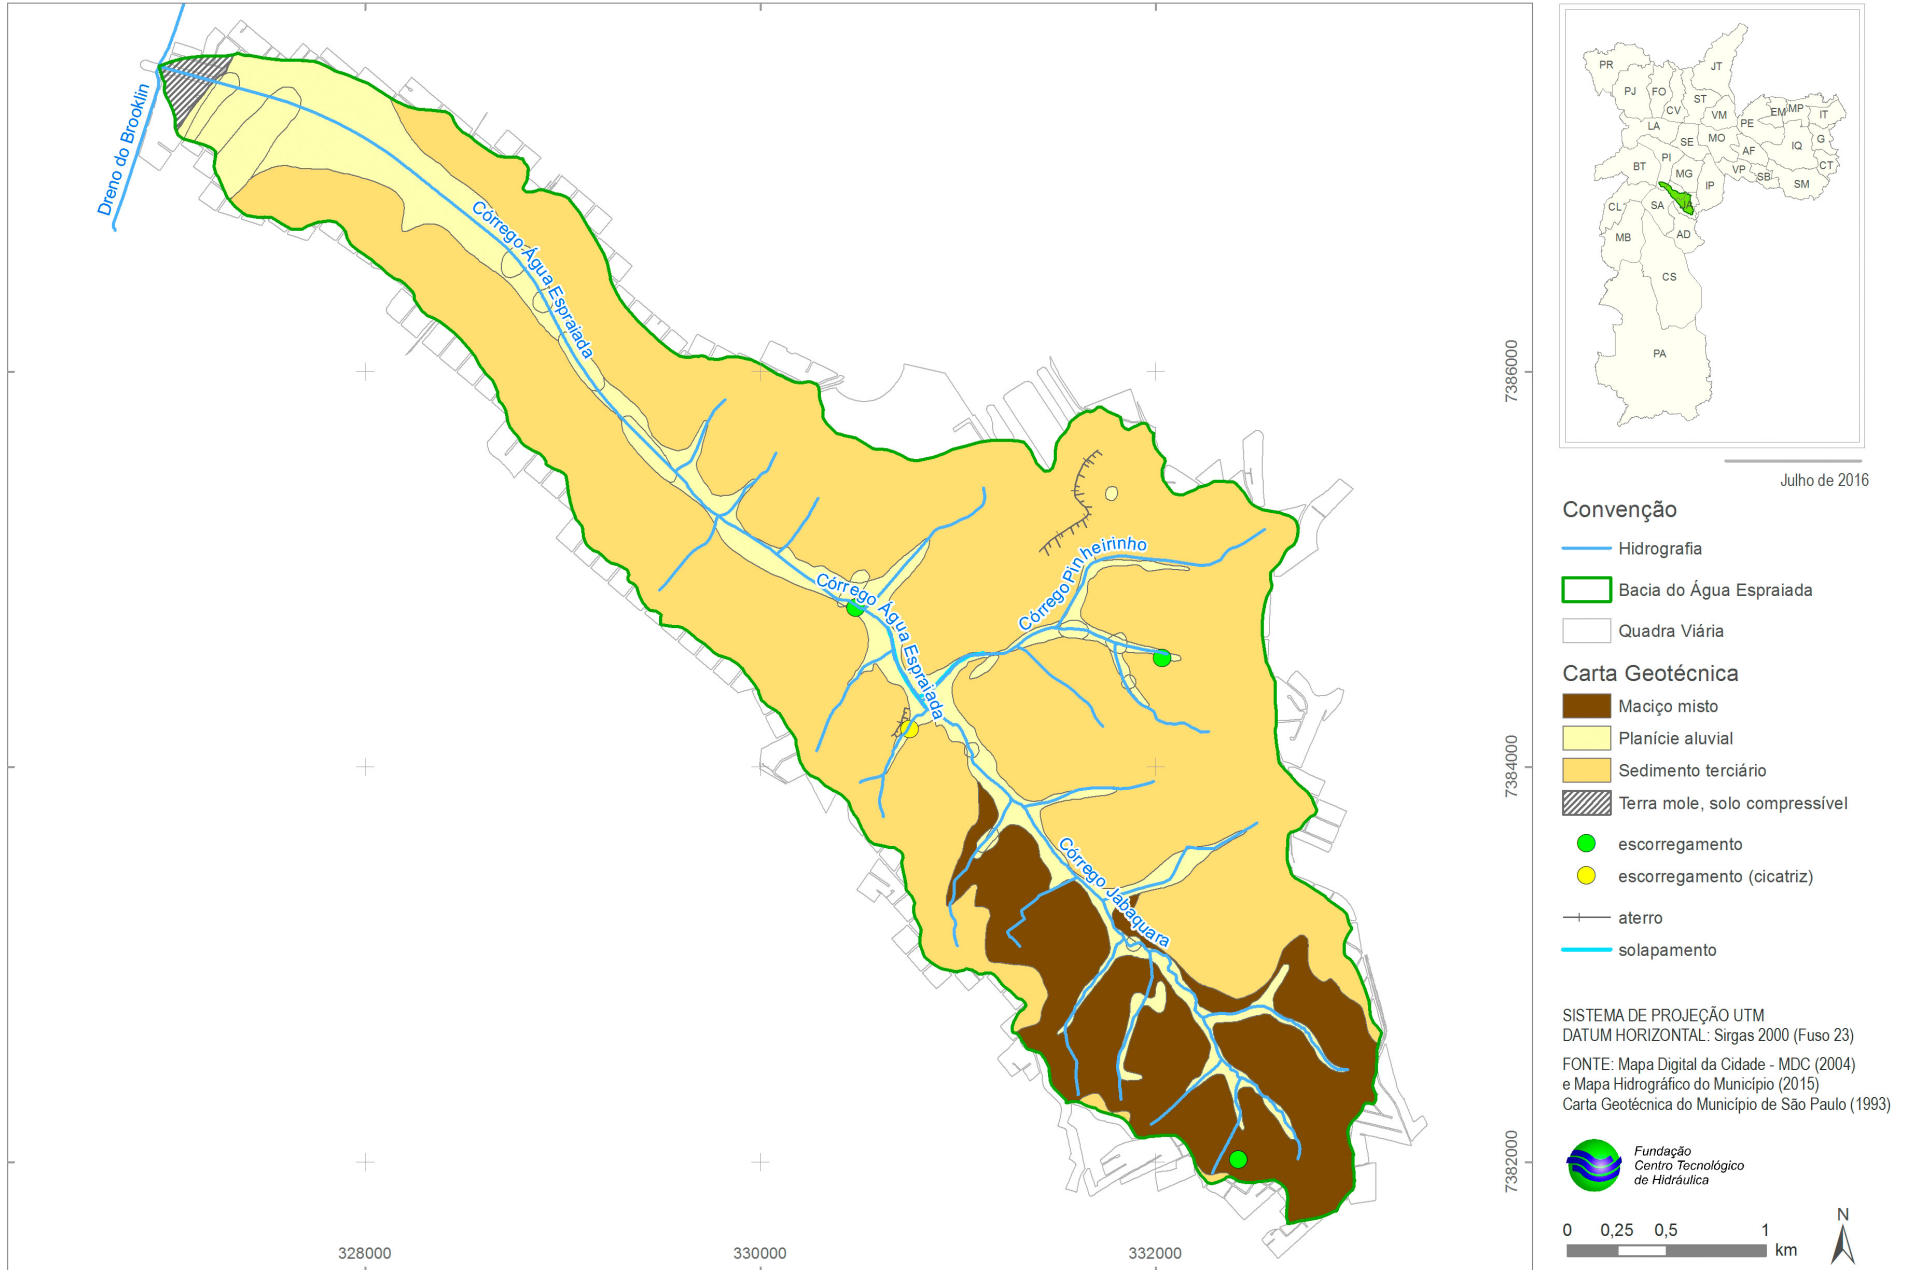 Dreno do Brooklin
Córrego Água Espraiada
Córrego Água Espraiada
Córrego Pinheirinho
Córrego Jabaquara
7386000
7384000
7382000
328000
330000
332000
PR
JT
PJ
FO
ST
CV
VM
PE
EM
MP
IT
LA
SE
MO
AF
IQ
G
BT
PI
MG
IP
VP
SB
CT
SM
CL
SA
JA
MB
AD
CS
PA
Julho de 2016
Convenção
Hidrografia
Bacia do Água Espraiada
Quadra Viária
Carta Geotécnica
Maciço misto
Planície aluvial
Sedimento terciário
Terra mole, solo compressível
escorregamento
escorregamento (cicatriz)
aterro
solapamento
SISTEMA DE PROJEÇÃO UTM
DATUM HORIZONTAL: Sirgas 2000 (Fuso 23)
FONTE: Mapa Digital da Cidade - MDC (2004)
e Mapa Hidrográfico do Município (2015)
Carta Geotécnica do Município de São Paulo (1993)
Fundação
Centro Tecnológico
de Hidráulica
N
0 0,25 0,5 1
km